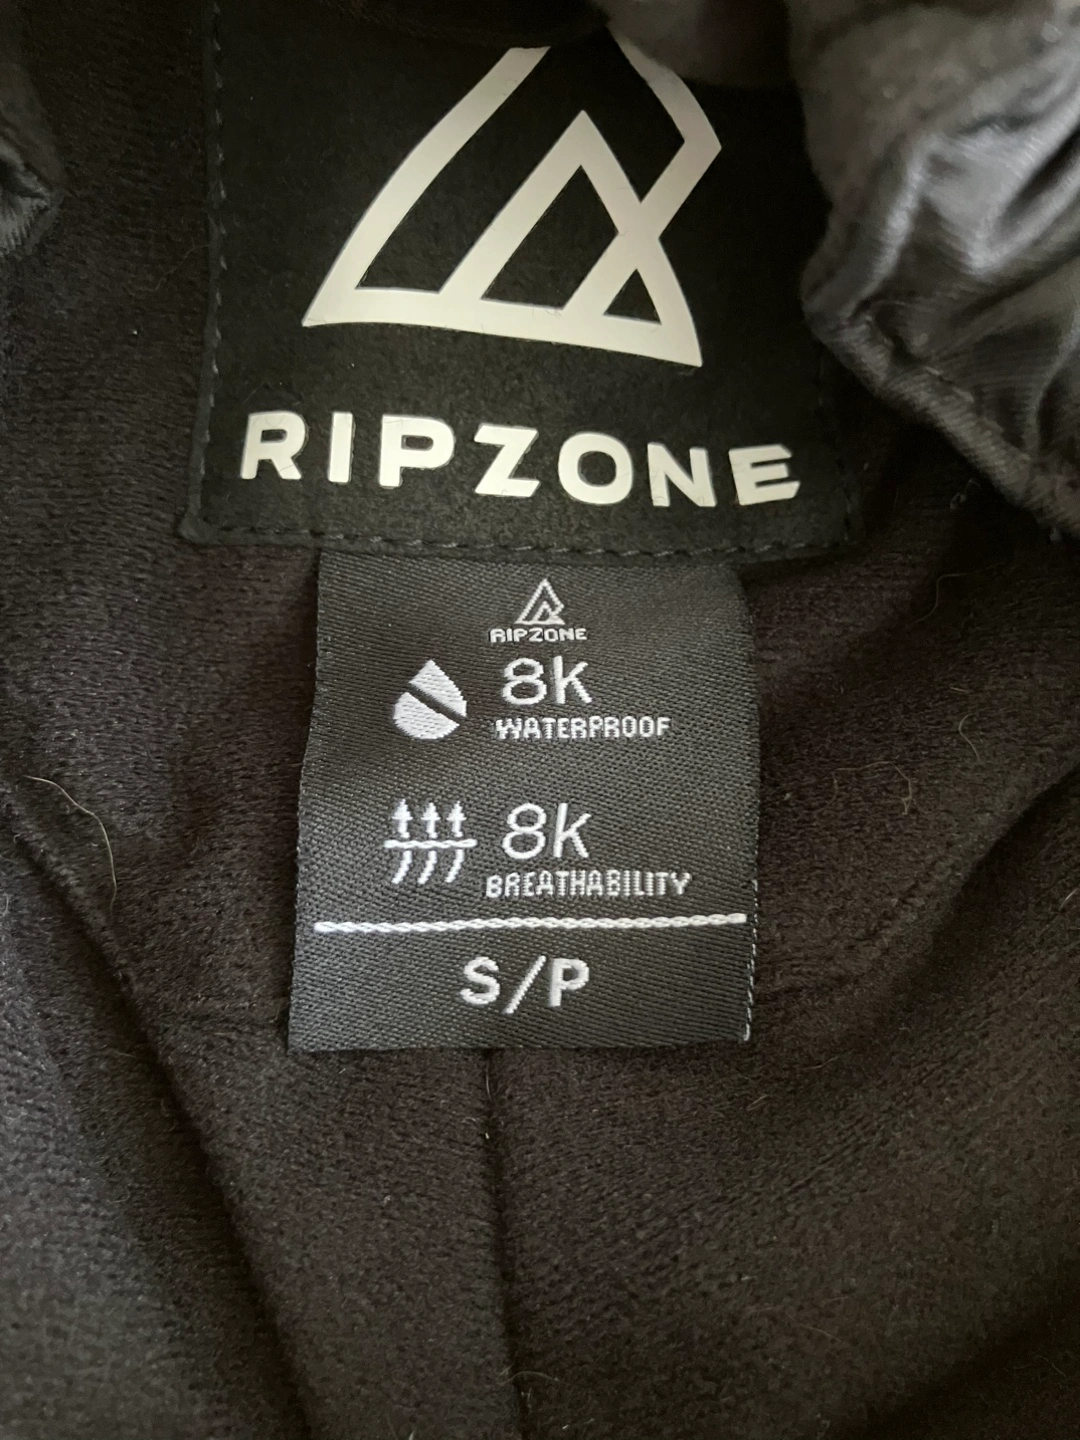 RIPZONE
RIPZONE
8K
WATERPROOF
8K
BREATHABILITY
S/P